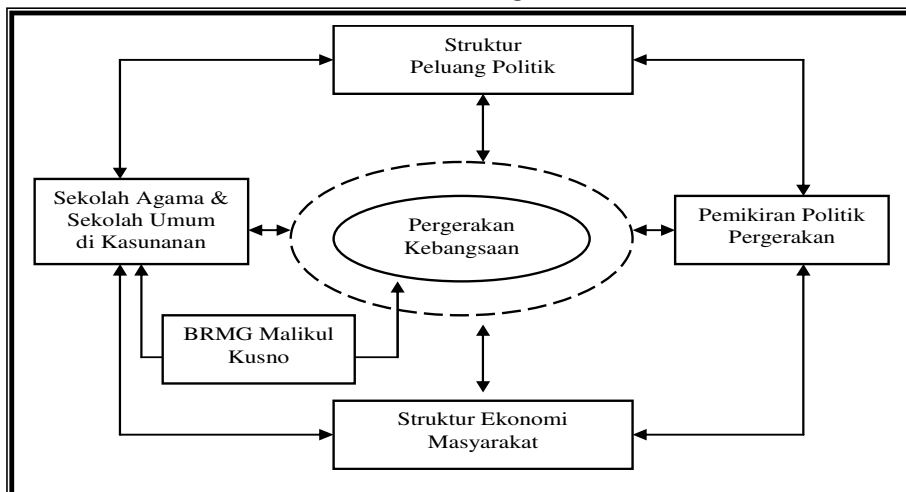 Struktur
Peluang Politik
Sekolah Agama &
Sekolah Umum
di Kasunanan
Pergerakan
Kebangsaan
Pemikiran Politik
Pergerakan
BRMG Malikul
Kusno
Struktur Ekonomi
Masyarakat